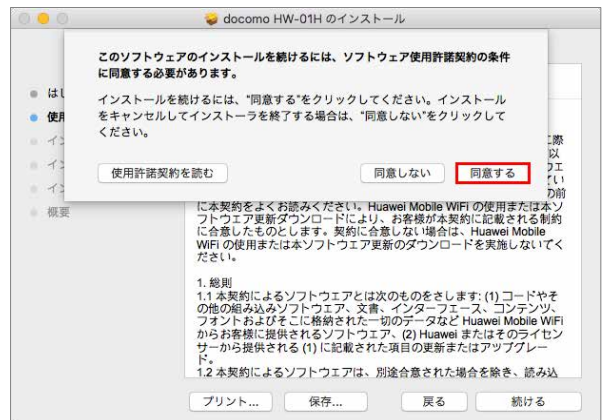 docomo HW-01H のインストール
このソフトウェアのインストールを続けるには、ソフトウェア使用許諾契約の条件
に同意する必要があります。
インストールを続けるには、“同意する”をクリックしてください。インストール
をキャンセルしてインストーラを終了する場合は、“同意しない”をクリックして
ください。
使用許諾契約を読む
同意しない
同意する
概要
に本契約をよくお読みください。Huawei Mobile WiFi の使用または本ソ
フトウェア更新ダウンロードにより、お客様が本契約に記載される制約
に合意したものとします。契約に合意しない場合は、Huawei Mobile
WiFi の使用または本ソフトウエア更新のダウンロードを実施しないでく
ださい。
1. 総則
1.1 本契約によるソフトウエアとは次のものをさします: (1) コードやそ
の他の組み込みソフトウェア、文書、インターフェース、コンテンツ、
フォントおよびそこに格納された一切のデータなど Huawei Mobile WiFi
からお客様に提供されるソフトウエア、(2) Huawei またはそのライセン
サーから提供される (1) に記載された項目の更新またはアップグレー
ド。
1.2 本契約によるソフトウエアは、別途合意された場合を除き、読み込
プリント...
保存...
戻る
続ける